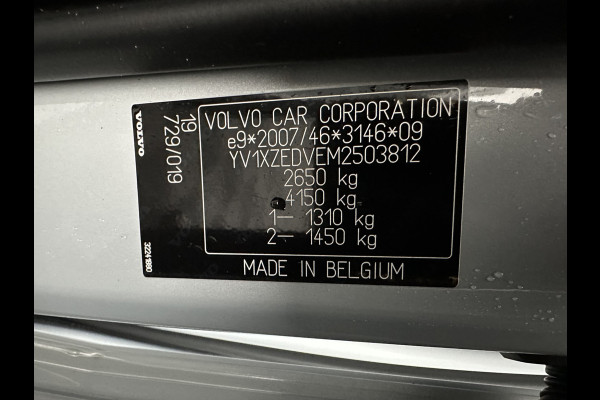 VOLVO CAR CORPORATION
e9*2007/46*3146*09
YV1XZEDVEM2503812
2650 kg
4150 kg
1– 1310 kg
2– 1450 kg
MADE IN BELGIUM
VOLVO
19
729/019
32241890